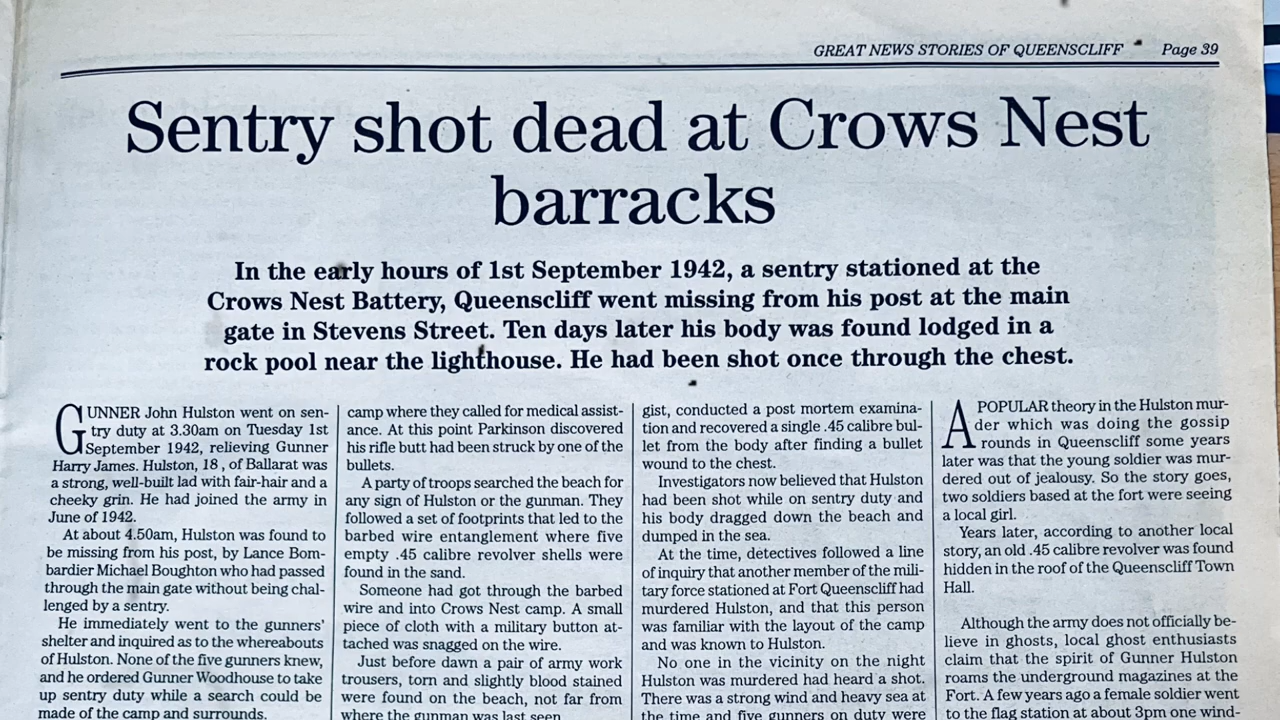 GREAT NEWS STORIES OF QUEENSCLIFF Page 39
Sentry shot dead at Crows Nest
barracks
In the early hours of 1st September 1942, a sentry stationed at the
Crows Nest Battery, Queenscliff went missing from his post at the main
gate in Stevens Street. Ten days later his body was found lodged in a
rock pool near the lighthouse. He had been shot once through the chest.
GUNNER John Hulston went on sen-
try duty at 3.30am on Tuesday 1st
September 1942, relieving Gunner
Harry James. Hulston, 18 , of Ballarat was
a strong, well-built lad with fair-hair and a
cheeky grin. He had joined the army in
June of 1942.
At about 4.50am, Hulston was found to
be missing from his post, by Lance Bom-
bardier Michael Boughton who had passed
through the main gate without being chal-
lenged by a sentry.
He immediately went to the gunners'
shelter and inquired as to the whereabouts
of Hulston. None of the five gunners knew,
and he ordered Gunner Woodhouse to take
up sentry duty while a search could be
made of the camp and surrounds.
camp where they called for medical assist-
ance. At this point Parkinson discovered
his rifle butt had been struck by one of the
bullets.
A party of troops searched the beach for
any sign of Hulston or the gunman. They
followed a set of footprints that led to the
barbed wire entanglement where five
empty .45 calibre revolver shells were
found in the sand.
Someone had got through the barbed
wire and into Crows Nest camp. A small
piece of cloth with a military button at-
tached was snagged on the wire.
Just before dawn a pair of army work
trousers, torn and slightly blood stained
were found on the beach, not far from
where the gunman was last seen
gist, conducted a post mortem examina-
tion and recovered a single .45 calibre bul-
let from the body after finding a bullet
wound to the chest.
Investigators now believed that Hulston
had been shot while on sentry duty and
his body dragged down the beach and
dumped in the sea.
At the time, detectives followed a line
of inquiry that another member of the mili-
tary force stationed at Fort Queenscliff had
murdered Hulston, and that this person
was familiar with the layout of the camp
and was known to Hulston.
No one in the vicinity on the night
Hulston was murdered had heard a shot.
There was a strong wind and heavy sea at
the time and five gunners on duty were
A POPULAR theory in the Hulston mur-
der which was doing the gossip
rounds in Queenscliff some years
later was that the young soldier was mur-
dered out of jealousy. So the story goes,
two soldiers based at the fort were seeing
a local girl.
Years later, according to another local
story, an old .45 calibre revolver was found
hidden in the roof of the Queenscliff Town
Hall.
Although the army does not officially be-
lieve in ghosts, local ghost enthusiasts
claim that the spirit of Gunner Hulston
roams the underground magazines at the
Fort. A few years ago a female soldier went
to the flag station at about 3pm one wind-